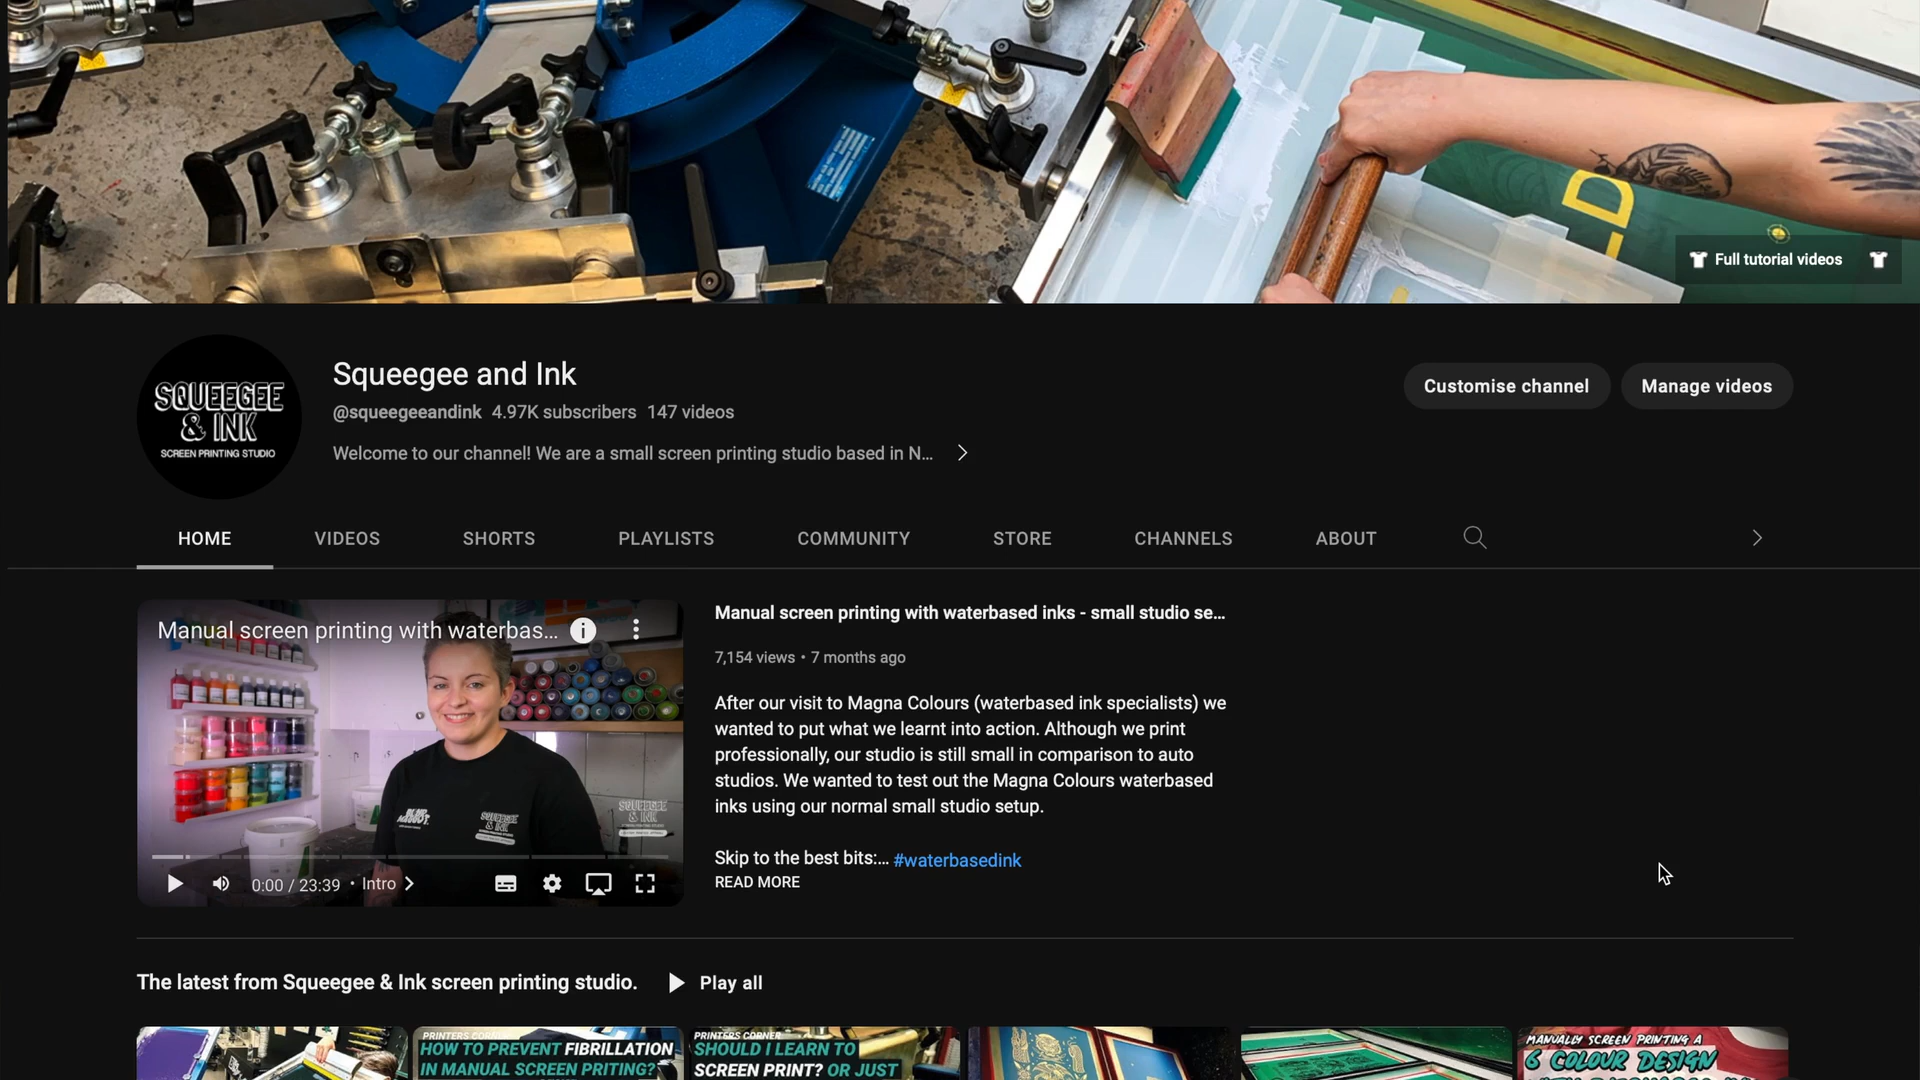 Full tutorial videos
SQUEEGEE
& INK
SCREEN PRINTING STUDIO
Squeegee and Ink
@squeegeeandink 4.97K subscribers 147 videos
Welcome to our channel! We are a small screen printing studio based in N...
Customise channel
Manage videos
HOME
VIDEOS
SHORTS
PLAYLISTS
COMMUNITY
STORE
CHANNELS
ABOUT
Manual screen printing with waterbas...
SQUEEGEE
& INK
SQUEEGEE
& INK
0:00 / 23:39 • Intro
Manual screen printing with waterbased inks - small studio se...
7,154 views • 7 months ago
After our visit to Magna Colours (waterbased ink specialists) we
wanted to put what we learnt into action. Although we print
professionally, our studio is still small in comparison to auto
studios. We wanted to test out the Magna Colours waterbased
inks using our normal small studio setup.
Skip to the best bits:... #waterbasedink
READ MORE
The latest from Squeegee & Ink screen printing studio.
Play all
PRINTERS CORNER
HOW TO PREVENT FIBRILLATION
IN MANUAL SCREEN PRITING?
PRINTERS CORNER
SHOULD I LEARN TO
SCREEN PRINT? OR JUST
MANUALLY SCREEN PRINTING A
6 COLOUR DESIGN